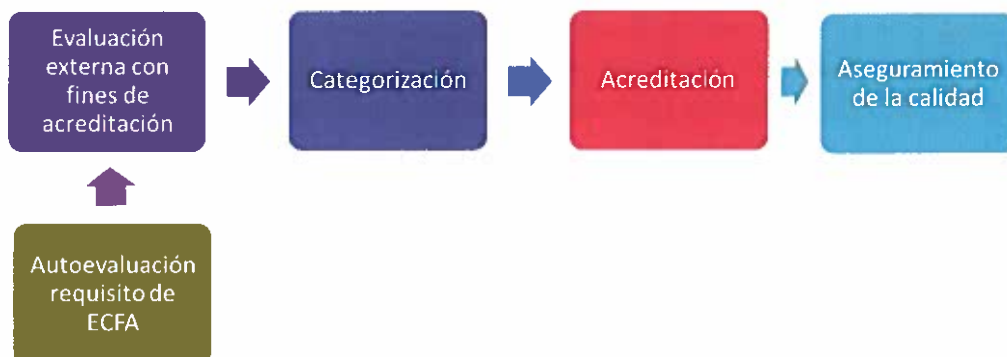 Evaluación
externa con
fines de
acreditación
Categorización
Acreditación
Aseguramiento
de la calidad
Autoevaluación
requisito de
ECFA